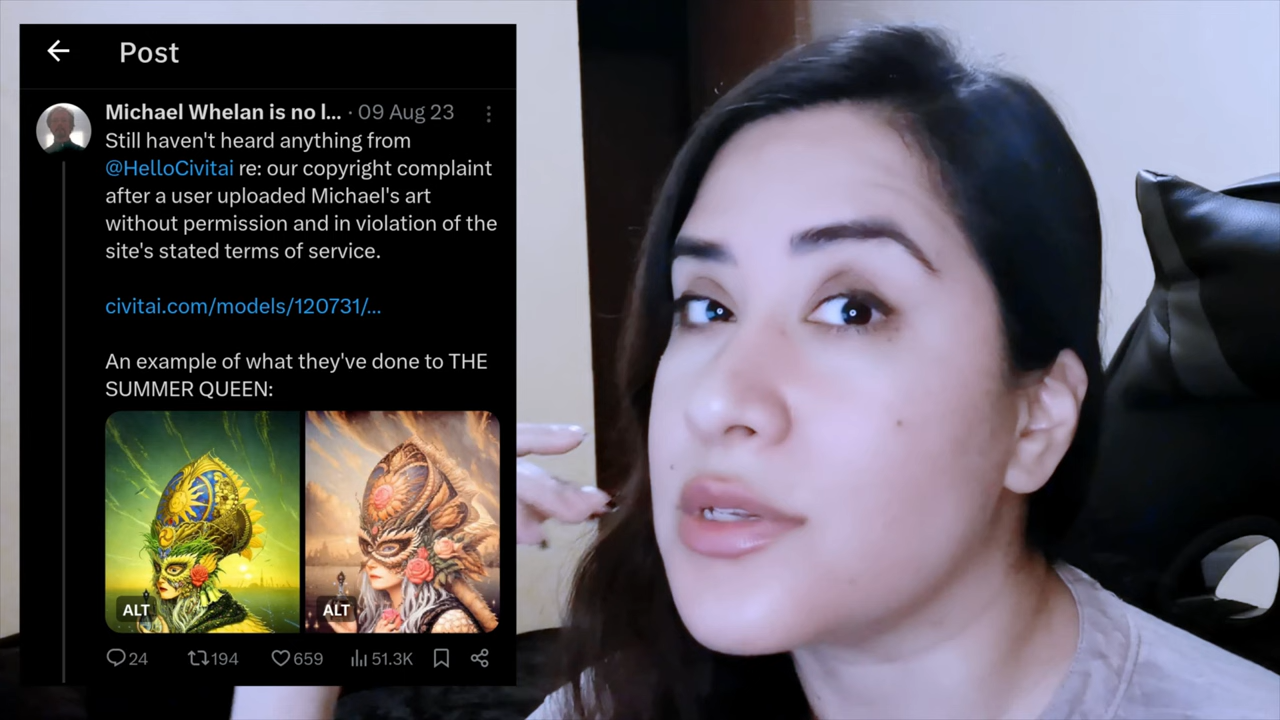 Post
Michael Whelan is no l... · 09 Aug 23
Still haven't heard anything from
@HelloCivitai re: our copyright complaint
after a user uploaded Michael's art
without permission and in violation of the
site's stated terms of service.
civitai.com/models/120731/...
An example of what they've done to THE
SUMMER QUEEN:
ALT ALT
24 194 659 51.3K